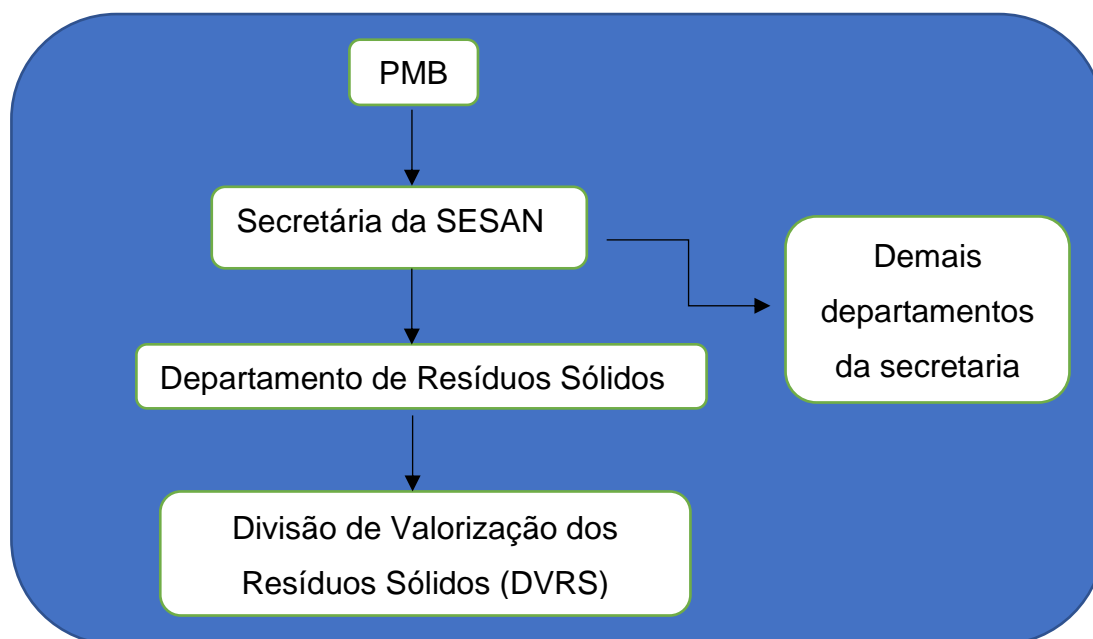 PMB
Secretária da SESAN
Demais
departamentos
da secretaria
Departamento de Resíduos Sólidos
Divisão de Valorização dos
Resíduos Sólidos (DVRS)